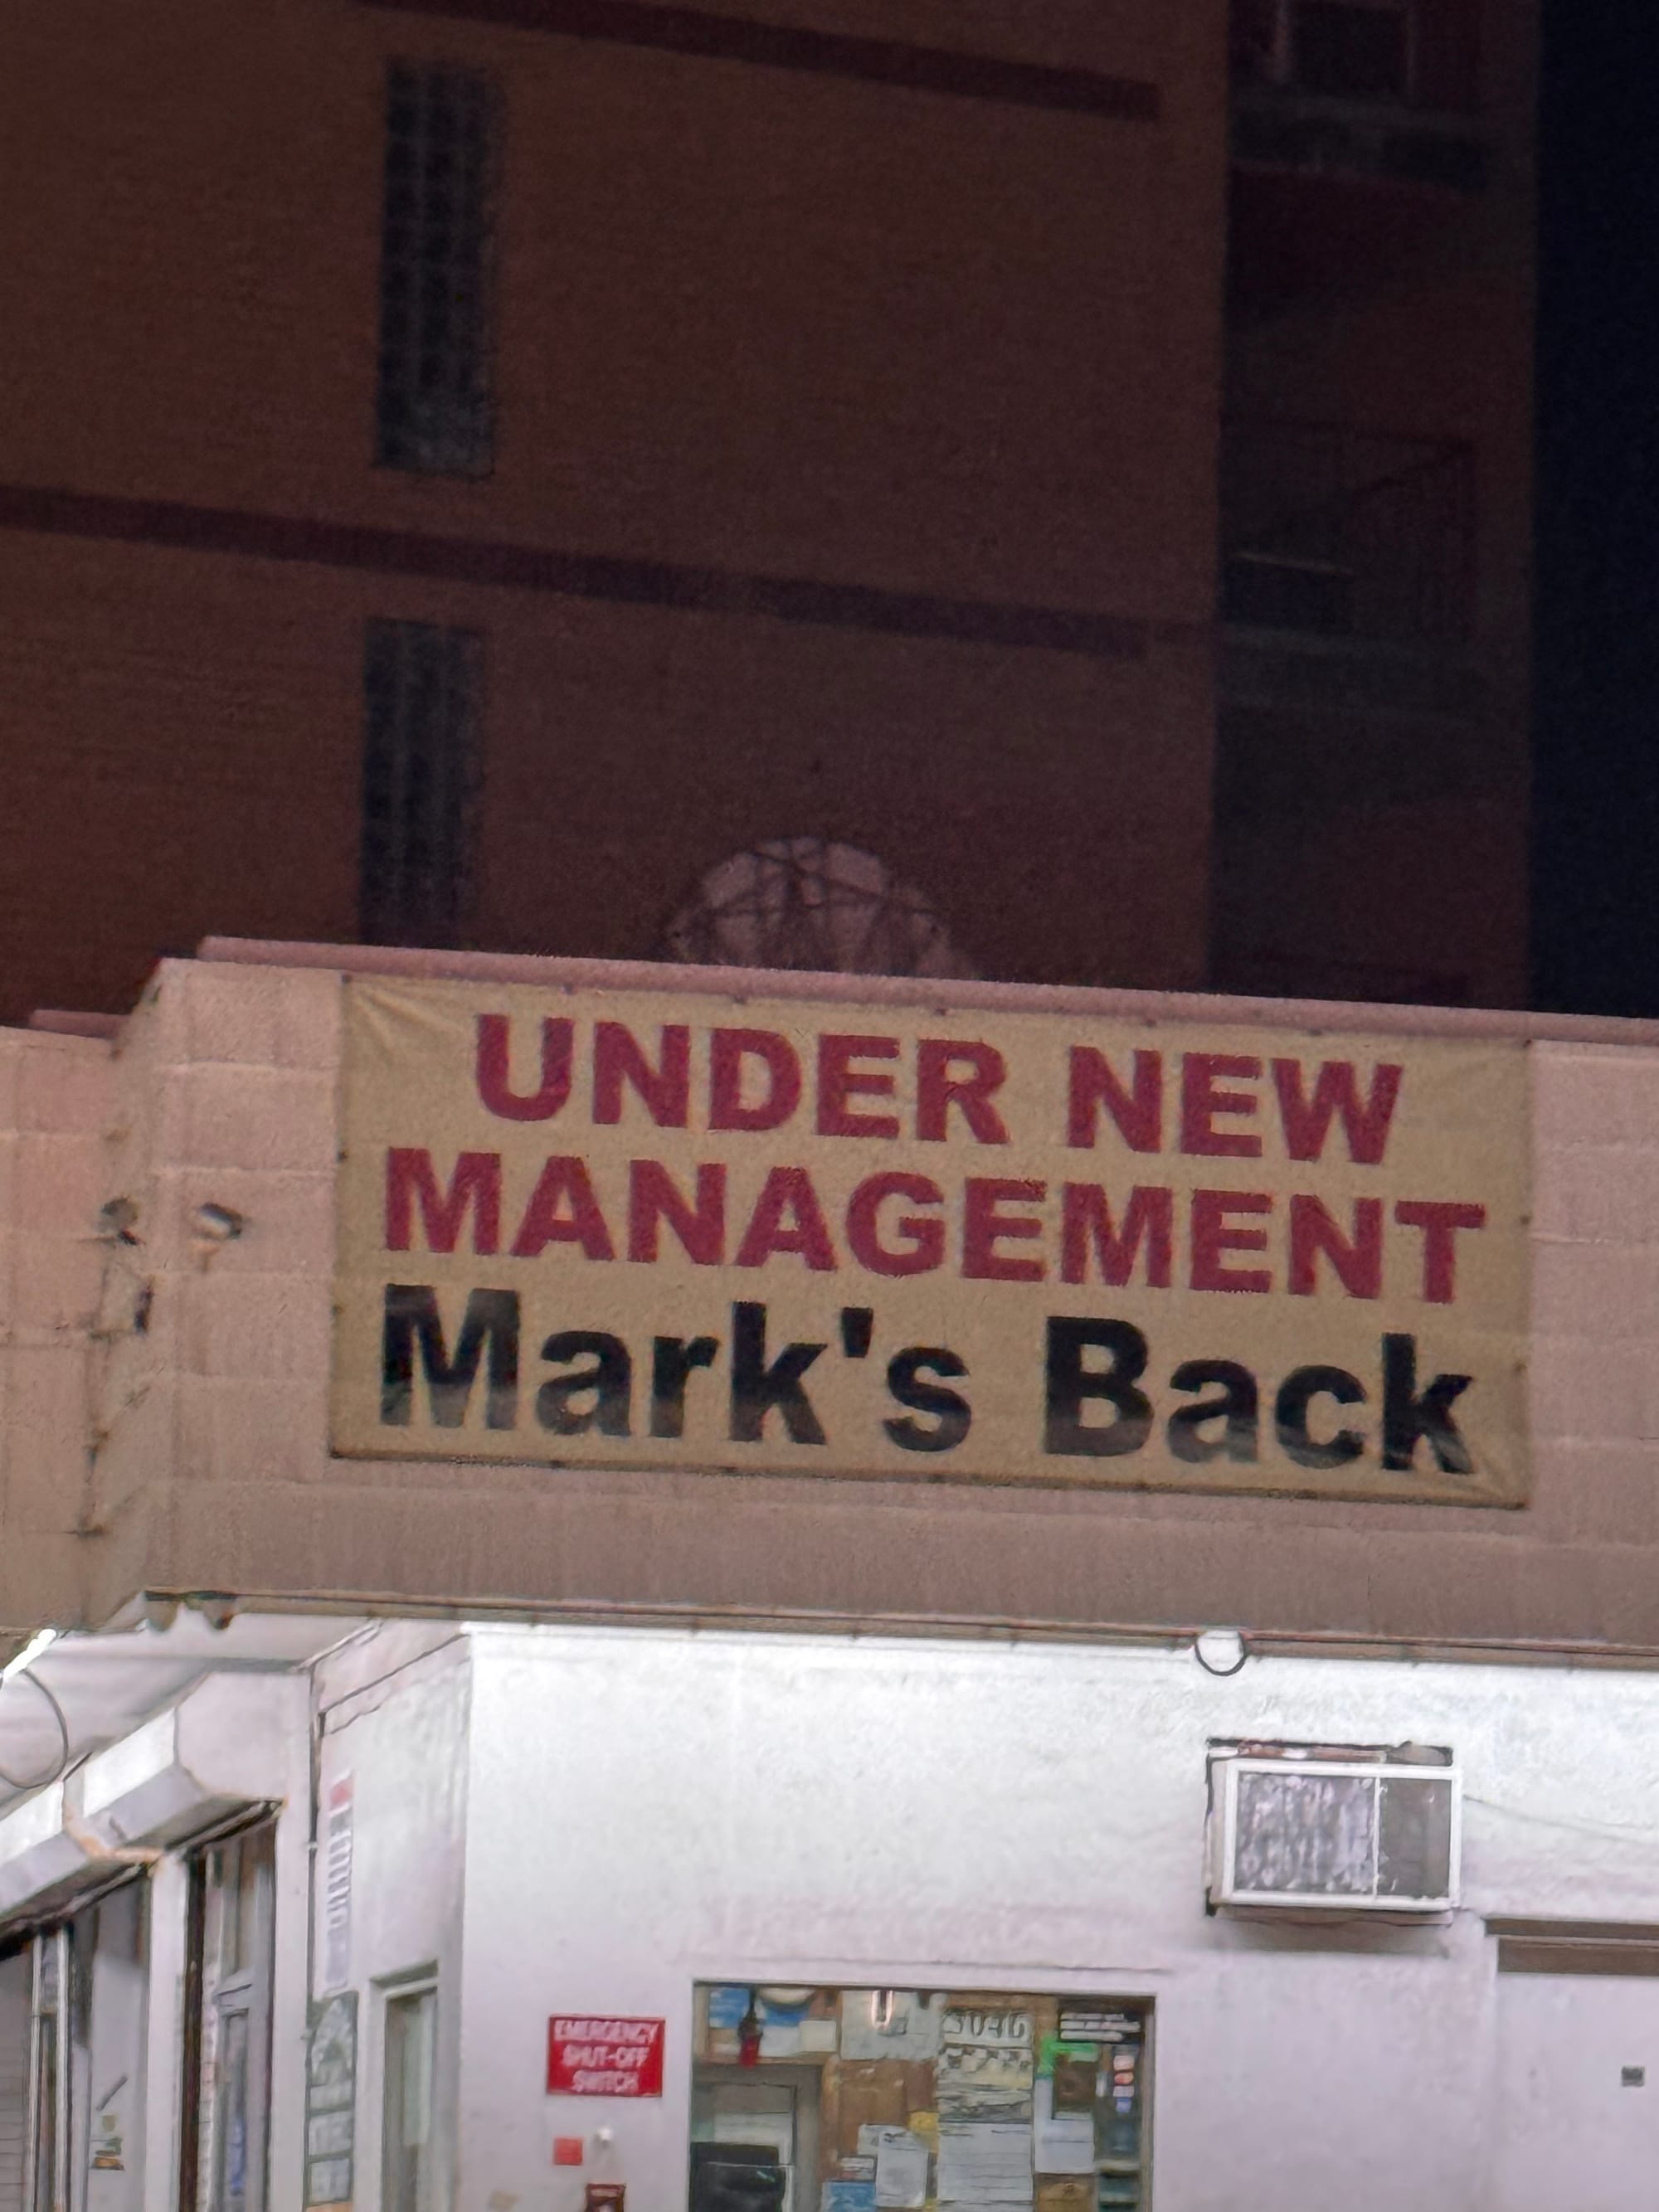 UNDER NEW
MANAGEMENT
Mark's Back
EMERGENCY
SHUT-OFF
SWITCH